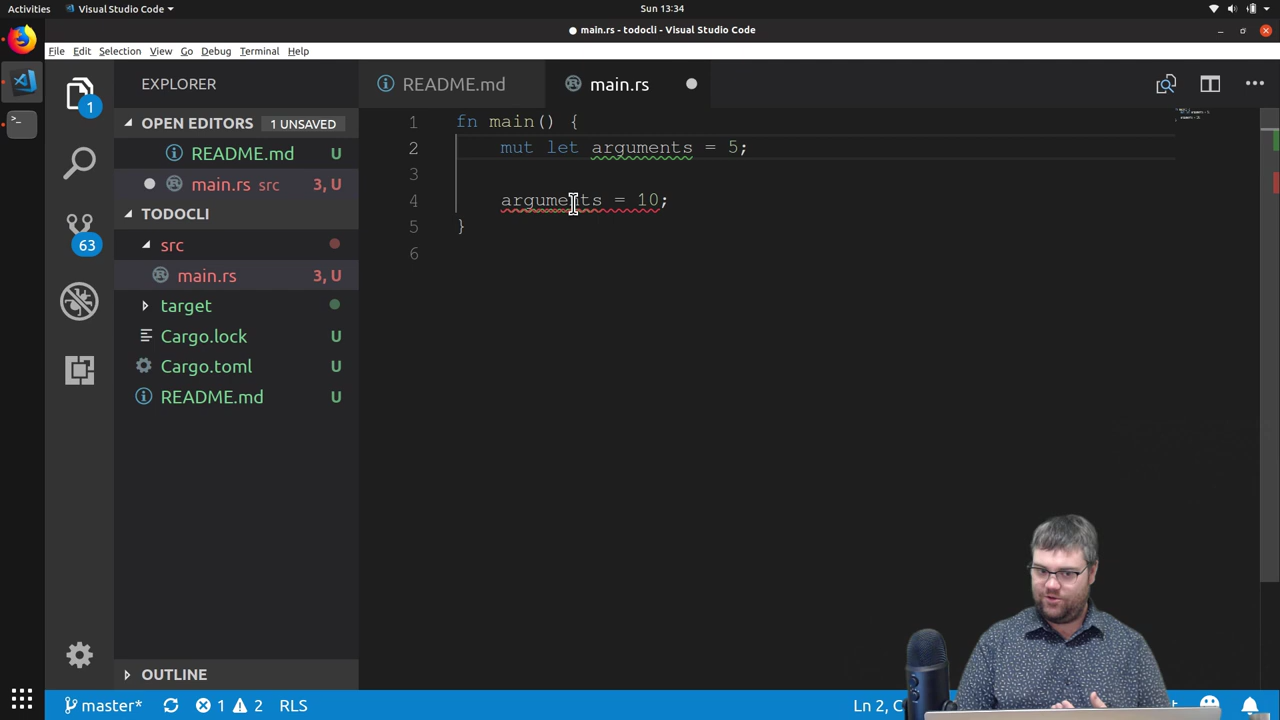 Activities
Visual Studio Code
Sun 13:34
main.rs - todocli - Visual Studio Code
File Edit Selection View Go Debug Terminal Help
EXPLORER
README.md
main.rs
1
OPEN EDITORS
1 UNSAVED
README.md U
main.rs src 3, U
TODOCLI
63
src
main.rs 3, U
target
Cargo.lock U
Cargo.toml U
README.md U
OUTLINE
1 fn main() {
2 mut let arguments = 5;
3
4 arguments = 10;
5 }
6
master* 1 2 RLS
Ln 2, C